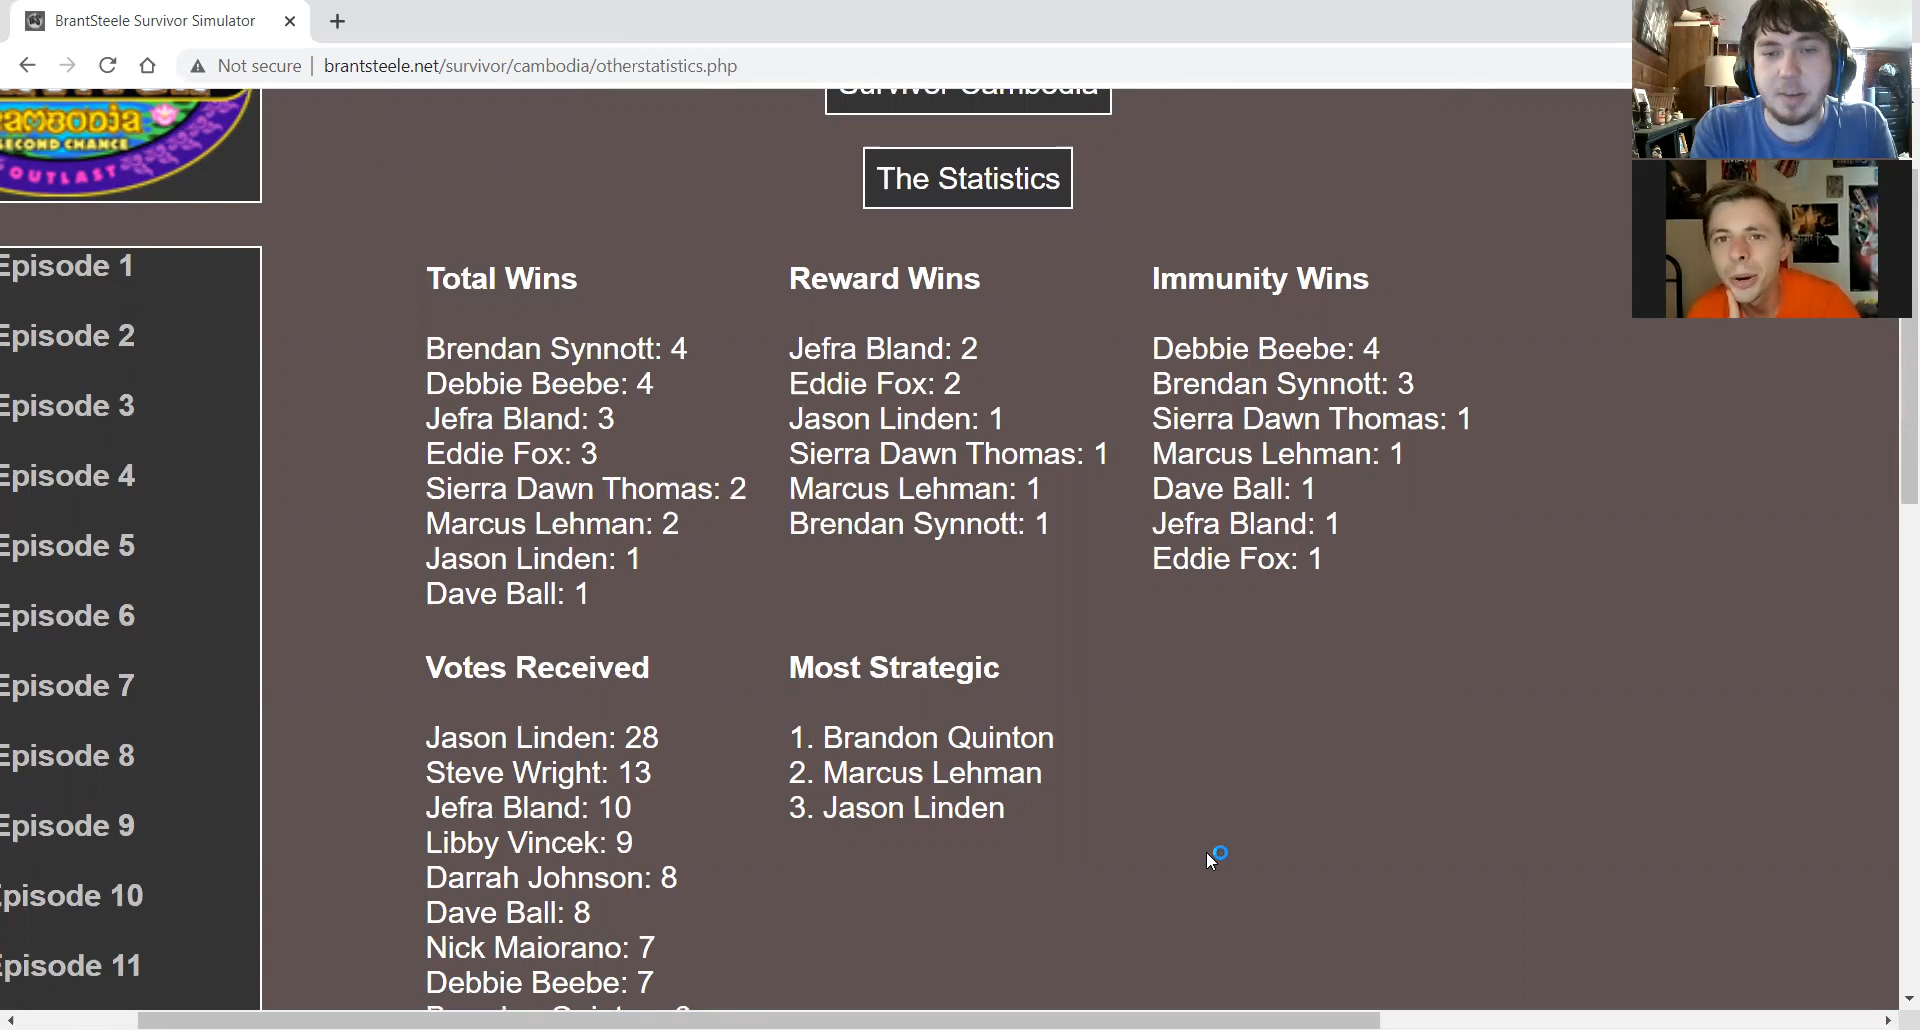 BrantSteele Survivor Simulator
Not secure
brantsteele.net/survivor/cambodia/otherstatistics.php
CAMBODIA
SECOND CHANCE
OUTLAST
Survivor Cambodia
The Statistics
Episode 1
Episode 2
Episode 3
Episode 4
Episode 5
Episode 6
Episode 7
Episode 8
Episode 9
Episode 10
Episode 11
Total Wins
Brendan Synnott: 4
Debbie Beebe: 4
Jefra Bland: 3
Eddie Fox: 3
Sierra Dawn Thomas: 2
Marcus Lehman: 2
Jason Linden: 1
Dave Ball: 1
Reward Wins
Jefra Bland: 2
Eddie Fox: 2
Jason Linden: 1
Sierra Dawn Thomas: 1
Marcus Lehman: 1
Brendan Synnott: 1
Immunity Wins
Debbie Beebe: 4
Brendan Synnott: 3
Sierra Dawn Thomas: 1
Marcus Lehman: 1
Dave Ball: 1
Jefra Bland: 1
Eddie Fox: 1
Votes Received
Jason Linden: 28
Steve Wright: 13
Jefra Bland: 10
Libby Vincek: 9
Darrah Johnson: 8
Dave Ball: 8
Nick Maiorano: 7
Debbie Beebe: 7
Most Strategic
1. Brandon Quinton
2. Marcus Lehman
3. Jason Linden